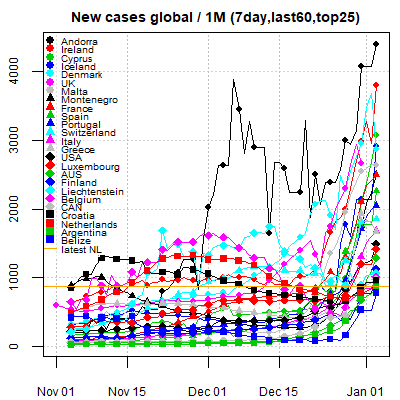 New cases global / 1M (7day,last60,top25)
Andorra
Ireland
Cyprus
Iceland
Denmark
UK
Malta
Montenegro
France
Spain
Portugal
Switzerland
Italy
Greece
USA
Luxembourg
AUS
Finland
Liechtenstein
Belgium
CAN
Croatia
Netherlands
Argentina
Belize
latest NL
4000
3000
2000
1000
0
Nov 01
Nov 15
Dec 01
Dec 15
Jan 01